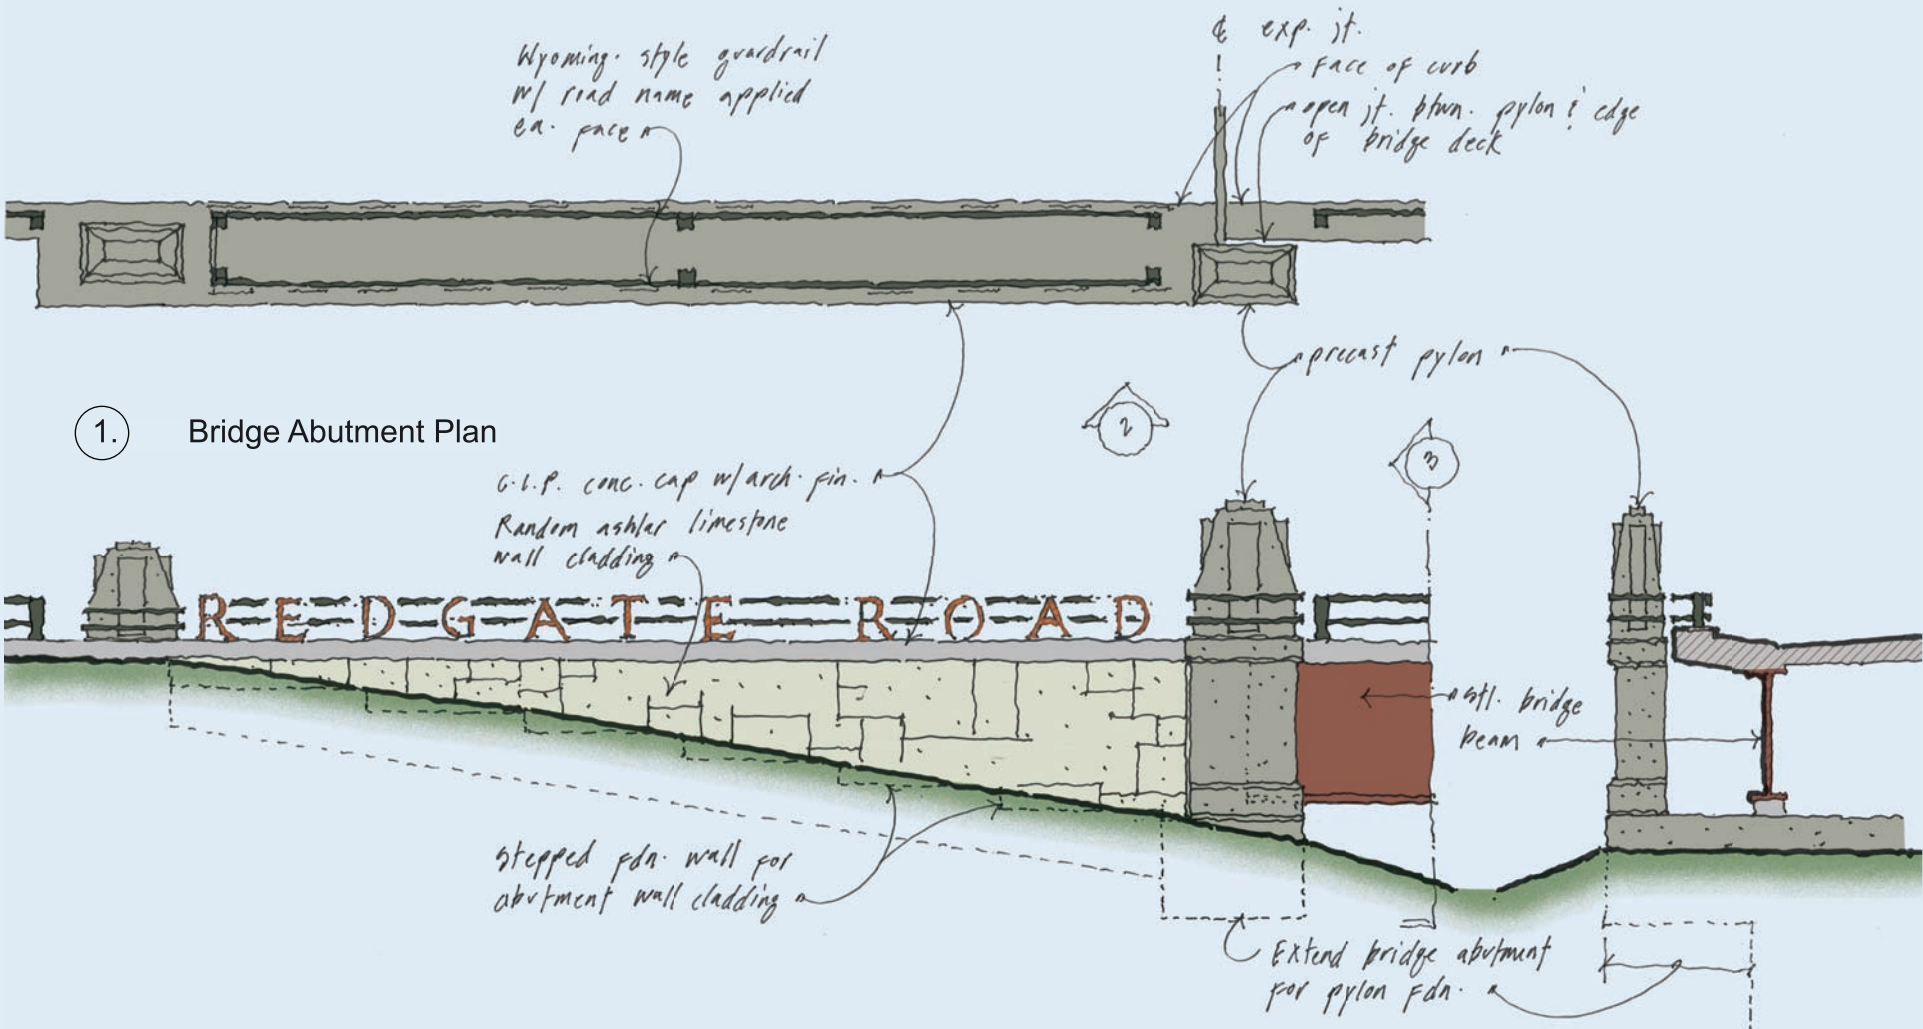 Wyoming-style guardrail
w/ road name applied
ea. face
℄ exp. jt.
face of curb
open jt. btwn. pylon & edge
of bridge deck
precast pylon
1. Bridge Abutment Plan
2
3
C.I.P. conc. cap w/ arch. fin.
Random ashlar limestone
wall cladding
REDGATE ROAD
stl. bridge
beam
stepped fdn. wall for
abutment wall cladding
Extend bridge abutment
for pylon fdn.